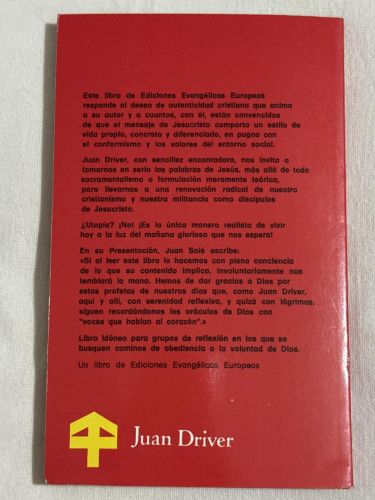 Este libro de Ediciones Evangélicas Europeas
responde al deseo de autenticidad cristiana que anima
a su autor y a cuantos, con él, están convencidos
de que el mensaje de Jesucristo comporta un estilo de
vida propio, concreto y diferenciado, en pugna con
el conformismo y los valores del entorno social.
Juan Driver, con sencillez encantadora, nos invita a
tomarnos en serio las palabras de Jesús, más allá de todo
sacramentalismo o formulación meramente teórica,
para llevarnos a una renovación radical de nuestro
cristianismo y nuestra militancia como discípulos
de Jesucristo.
¿Utopía? ¡No! ¡Es la única manera realista de vivir
hoy a la luz del mañana glorioso que nos espera!
En su Presentación, Juan Solé escribe:
«Si al leer este libro lo hacemos con plena conciencia
de lo que su contenido implica, involuntariamente nos
temblará la mano. Hemos de dar gracias a Dios por
estos profetas de nuestros días que, como Juan Driver,
aquí y allí, con serenidad reflexiva, y quizá con lágrimas,
siguen recordándonos los oráculos de Dios con
"voces que hablan al corazón".»
Libro idóneo para grupos de reflexión en los que se
busquen caminos de obediencia a la voluntad de Dios.
Un libro de Ediciones Evangélicas Europeas
Juan Driver